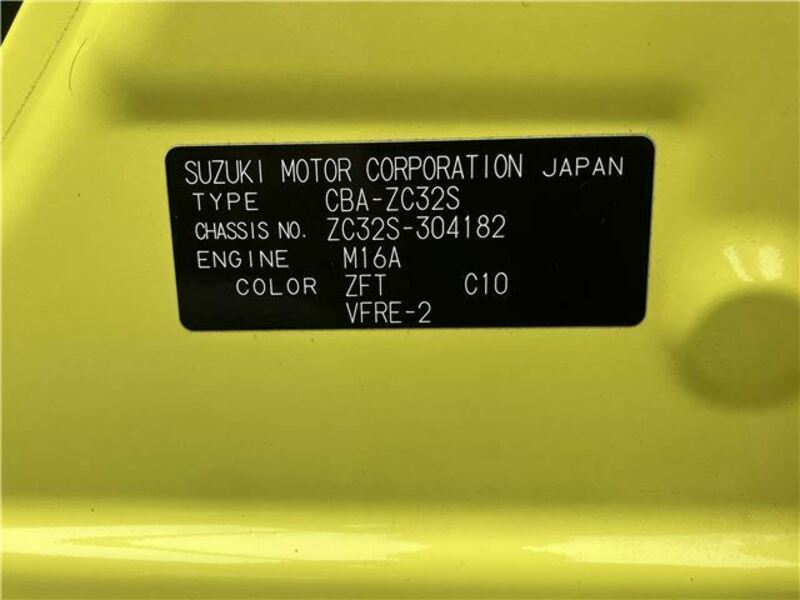 SUZUKI MOTOR CORPORATION JAPAN
TYPE CBA-ZC32S
CHASSIS NO. ZC32S-304182
ENGINE M16A
COLOR ZFT C10
VFRE-2